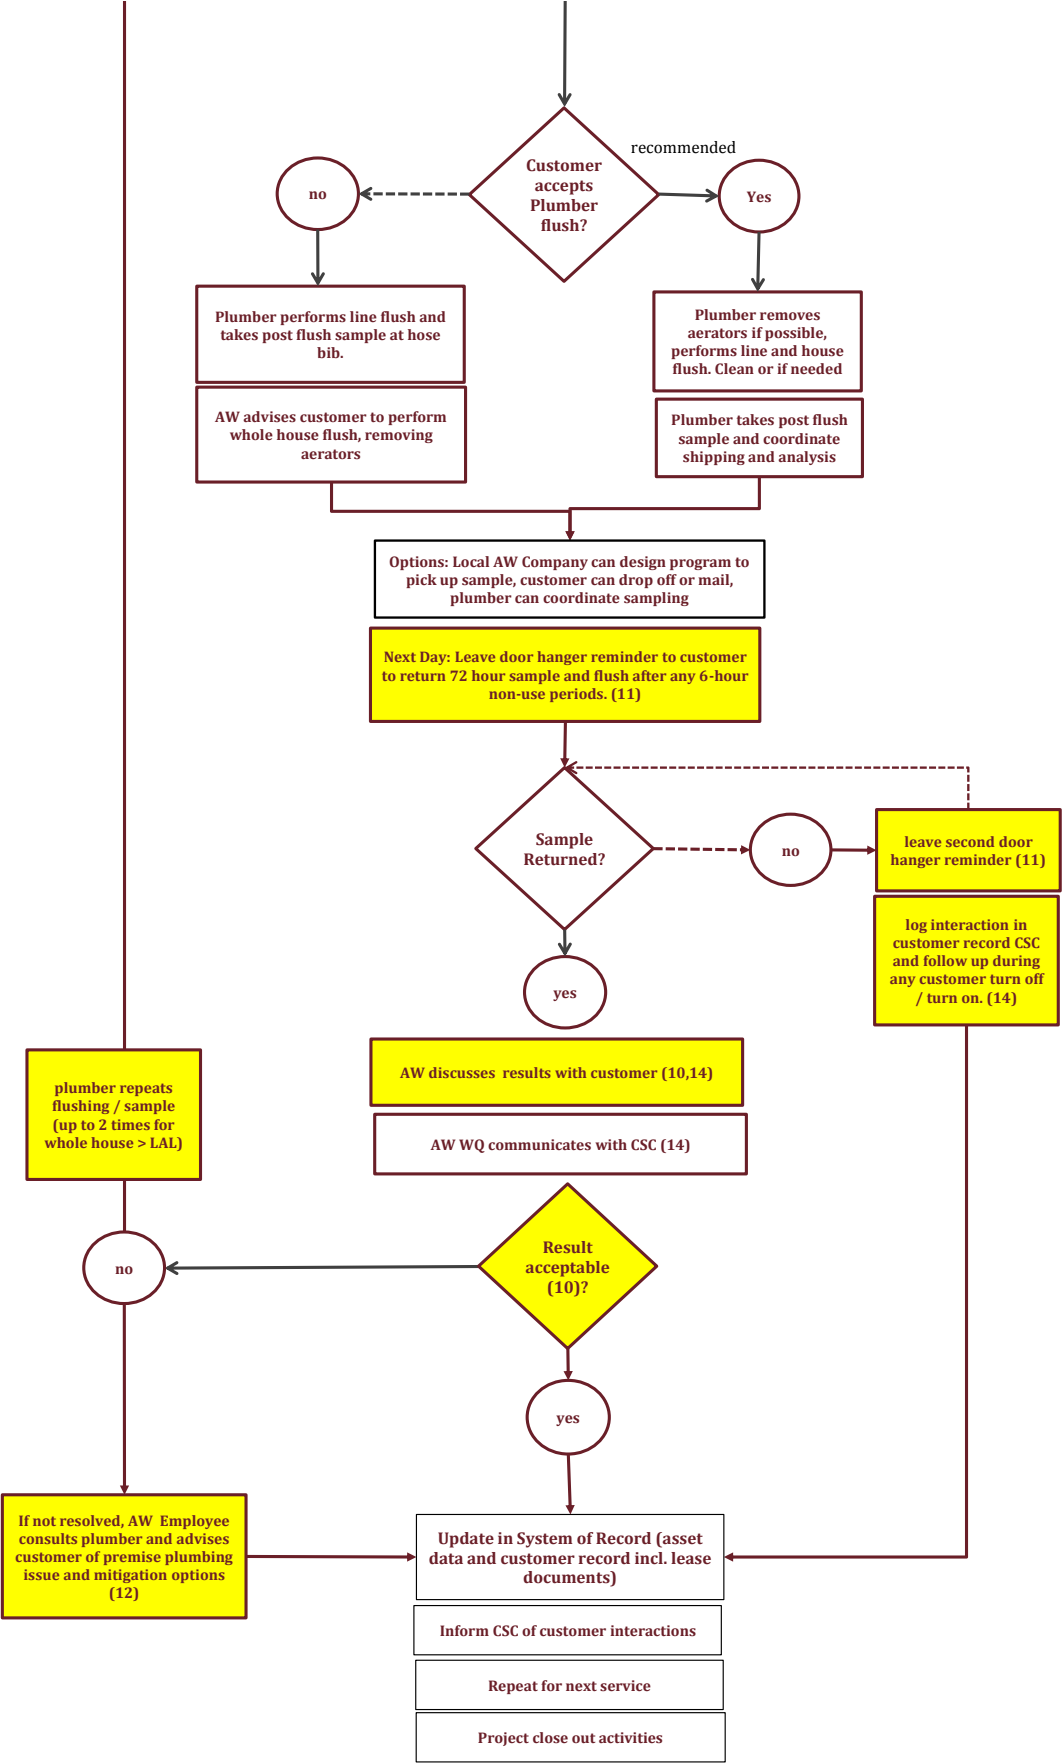 recommended
Customer
accepts
Plumber
flush?
no
Yes
Plumber performs line flush and
takes post flush sample at hose
bib.
Plumber removes
aerators if possible,
performs line and house
flush. Clean or if needed
AW advises customer to perform
whole house flush, removing
aerators
Plumber takes post flush
sample and coordinate
shipping and analysis
Options: Local AW Company can design program to
pick up sample, customer can drop off or mail,
plumber can coordinate sampling
Next Day: Leave door hanger reminder to customer
to return 72 hour sample and flush after any 6-hour
non-use periods. (11)
Sample
Returned?
no
leave second door
hanger reminder (11)
log interaction in
customer record CSC
and follow up during
any customer turn off
/ turn on. (14)
yes
AW discusses  results with customer (10,14)
plumber repeats
flushing / sample
(up to 2 times for
whole house > LAL)
AW WQ communicates with CSC (14)
Result
acceptable
(10)?
no
yes
If not resolved, AW  Employee
consults plumber and advises
customer of premise plumbing
issue and mitigation options
(12)
Update in System of Record (asset
data and customer record incl. lease
documents)
Inform CSC of customer interactions
Repeat for next service
Project close out activities